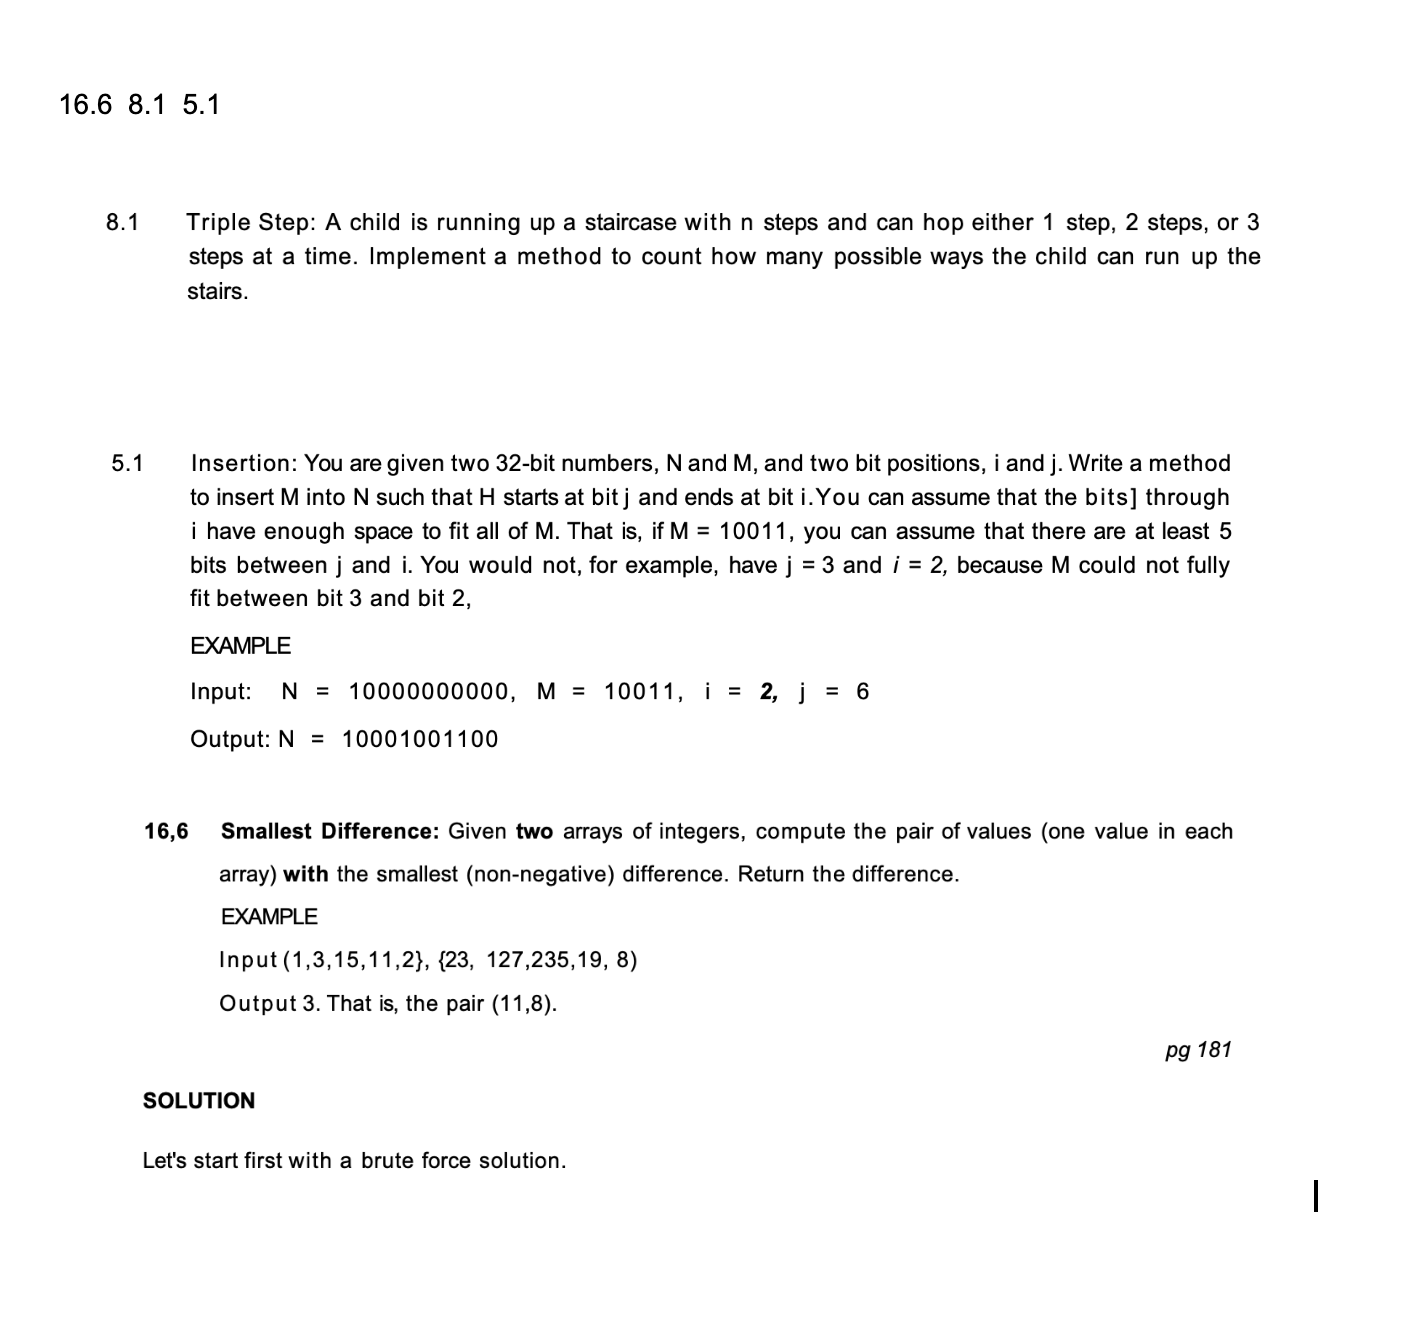 16.6 8.1 5.1
8.1 Triple Step: A child is running up a staircase with n steps and can hop either 1 step, 2 steps, or 3
steps at a time. Implement a method to count how many possible ways the child can run up the
stairs.
5.1 Insertion: You are given two 32-bit numbers, N and M, and two bit positions, i and j. Write a method
to insert M into N such that H starts at bit j and ends at bit i.You can assume that the bits] through
i have enough space to fit all of M. That is, if M = 10011, you can assume that there are at least 5
bits between j and i. You would not, for example, have j = 3 and i = 2, because M could not fully
fit between bit 3 and bit 2,
EXAMPLE
Input: N = 10000000000, M = 10011, i = 2, j = 6
Output: N = 10001001100
16,6 Smallest Difference: Given two arrays of integers, compute the pair of values (one value in each
array) with the smallest (non-negative) difference. Return the difference.
EXAMPLE
Input (1,3,15,11,2}, {23, 127,235,19, 8)
Output 3. That is, the pair (11,8).
pg 181
SOLUTION
Let's start first with a brute force solution.